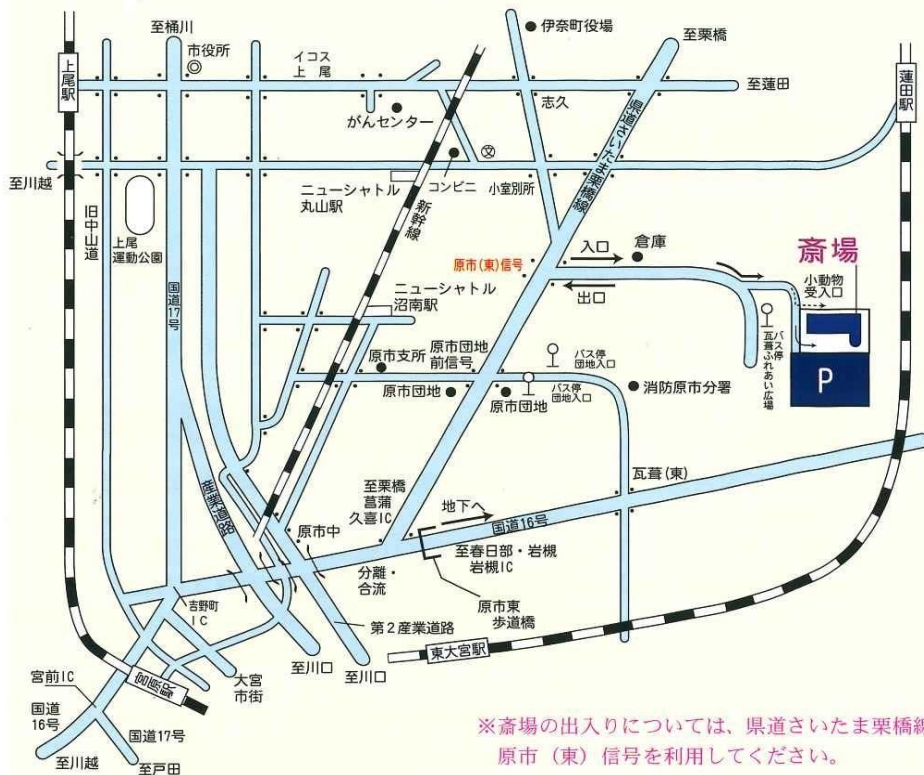 至桶川
市役所
伊奈町役場
至栗橋
上尾駅
イコス
上尾
至蓮田
蓮田駅
がんセンター
志久
県道さいたま栗橋線
至川越
文
コンビニ
小室別所
ニューシャトル
丸山駅
新幹線
旧中山道
上尾
運動公園
国道17号
原市(東)信号
入口
倉庫
出口
斎場
小動物
受入口
ニューシャトル
沼南駅
バス停
瓦葺ふれあい広場
P
原市支所
原市団地
前信号
バス停
団地入口
バス停
団地入口
原市団地
原市団地
消防原市分署
産業道路
瓦葺(東)
至栗橋
菖蒲
久喜IC
地下へ
国道16号
原市中
至春日部・岩槻
岩槻IC
分離・
合流
吉野町
IC
原市東
歩道橋
第2産業道路
東大宮駅
至川口
至川口
大宮
市街
宮原駅
宮前IC
国道
16号
国道17号
至川越
至戸田
※斎場の出入りについては、県道さいたま栗橋線
原市（東）信号を利用してください。